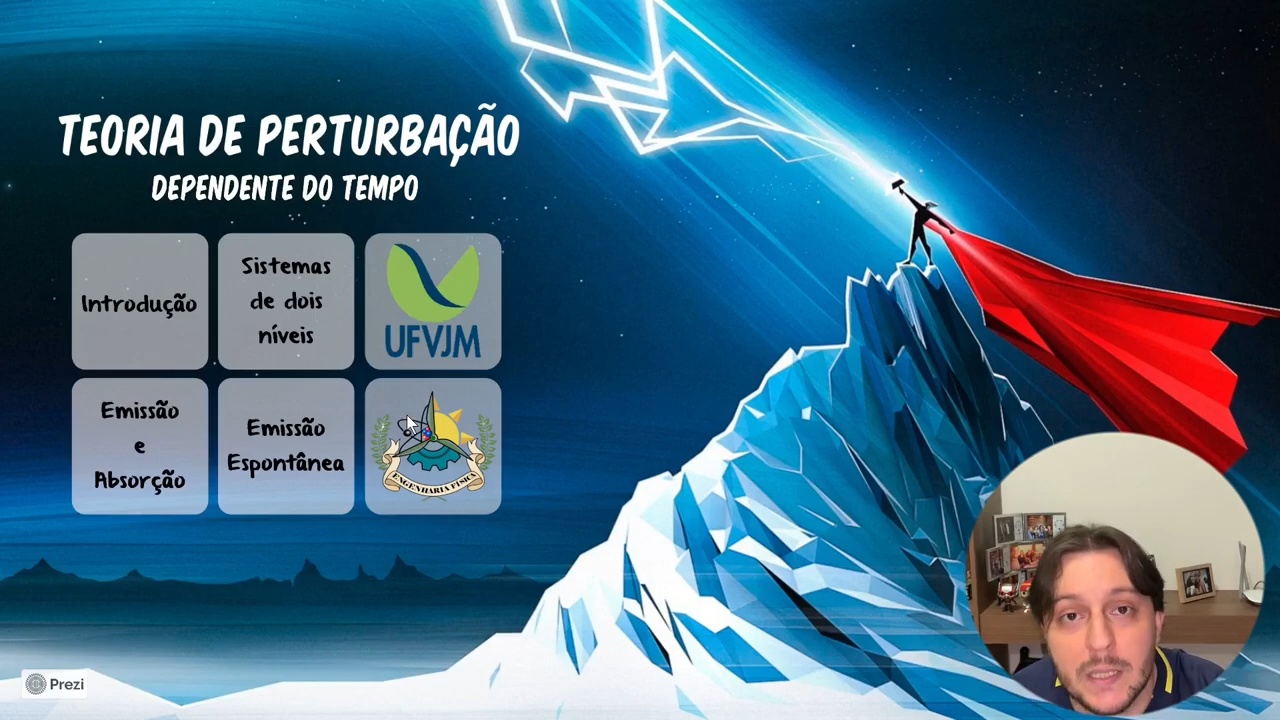 TEORIA DE PERTURBAÇÃO
DEPENDENTE DO TEMPO
Introdução
Sistemas
de dois
níveis
UFVJM
Emissão
e
Absorção
Emissão
Espontânea
ENGENHARIA FÍSICA
Prezi